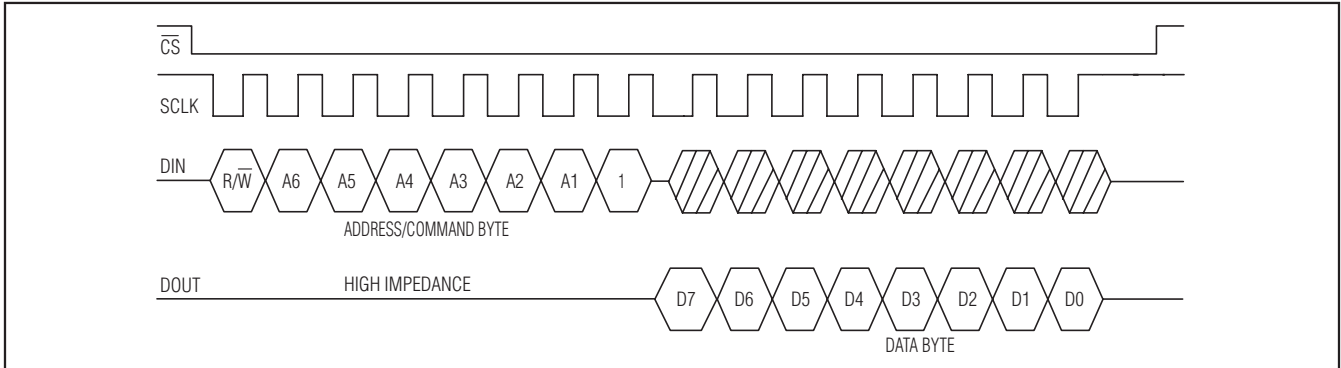 C̅S̅
SCLK
DIN
R/W̅ A6 A5 A4 A3 A2 A1 1
ADDRESS/COMMAND BYTE
DOUT HIGH IMPEDANCE D7 D6 D5 D4 D3 D2 D1 D0
DATA BYTE